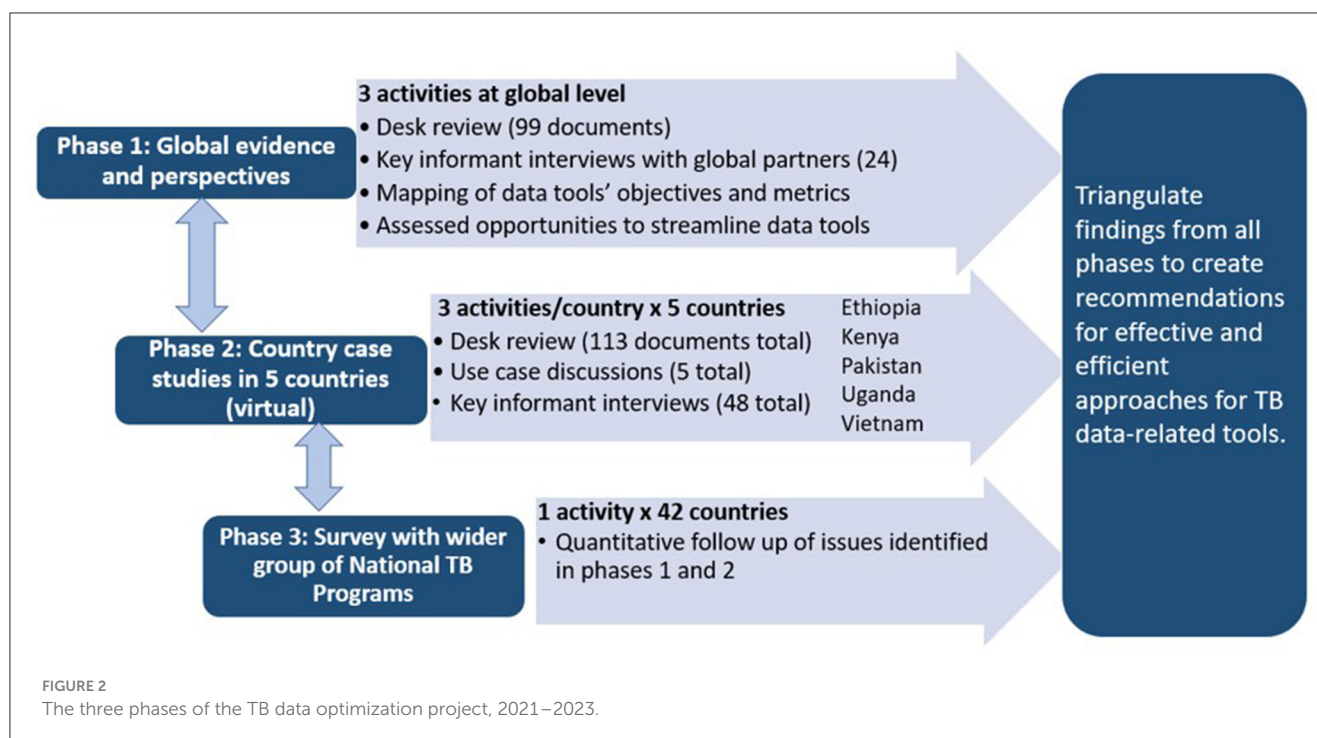 Phase 1: Global evidence
and perspectives
3 activities at global level
• Desk review (99 documents)
• Key informant interviews with global partners (24)
• Mapping of data tools’ objectives and metrics
• Assessed opportunities to streamline data tools
Phase 2: Country case
studies in 5 countries
(virtual)
3 activities/country x 5 countries
• Desk review (113 documents total)
• Use case discussions (5 total)
• Key informant interviews (48 total)
Ethiopia
Kenya
Pakistan
Uganda
Vietnam
Phase 3: Survey with wider
group of National TB
Programs
1 activity x 42 countries
• Quantitative follow up of issues identified
in phases 1 and 2
Triangulate
findings from all
phases to create
recommendations
for effective and
efficient
approaches for TB
data-related tools.
FIGURE 2
The three phases of the TB data optimization project, 2021–2023.